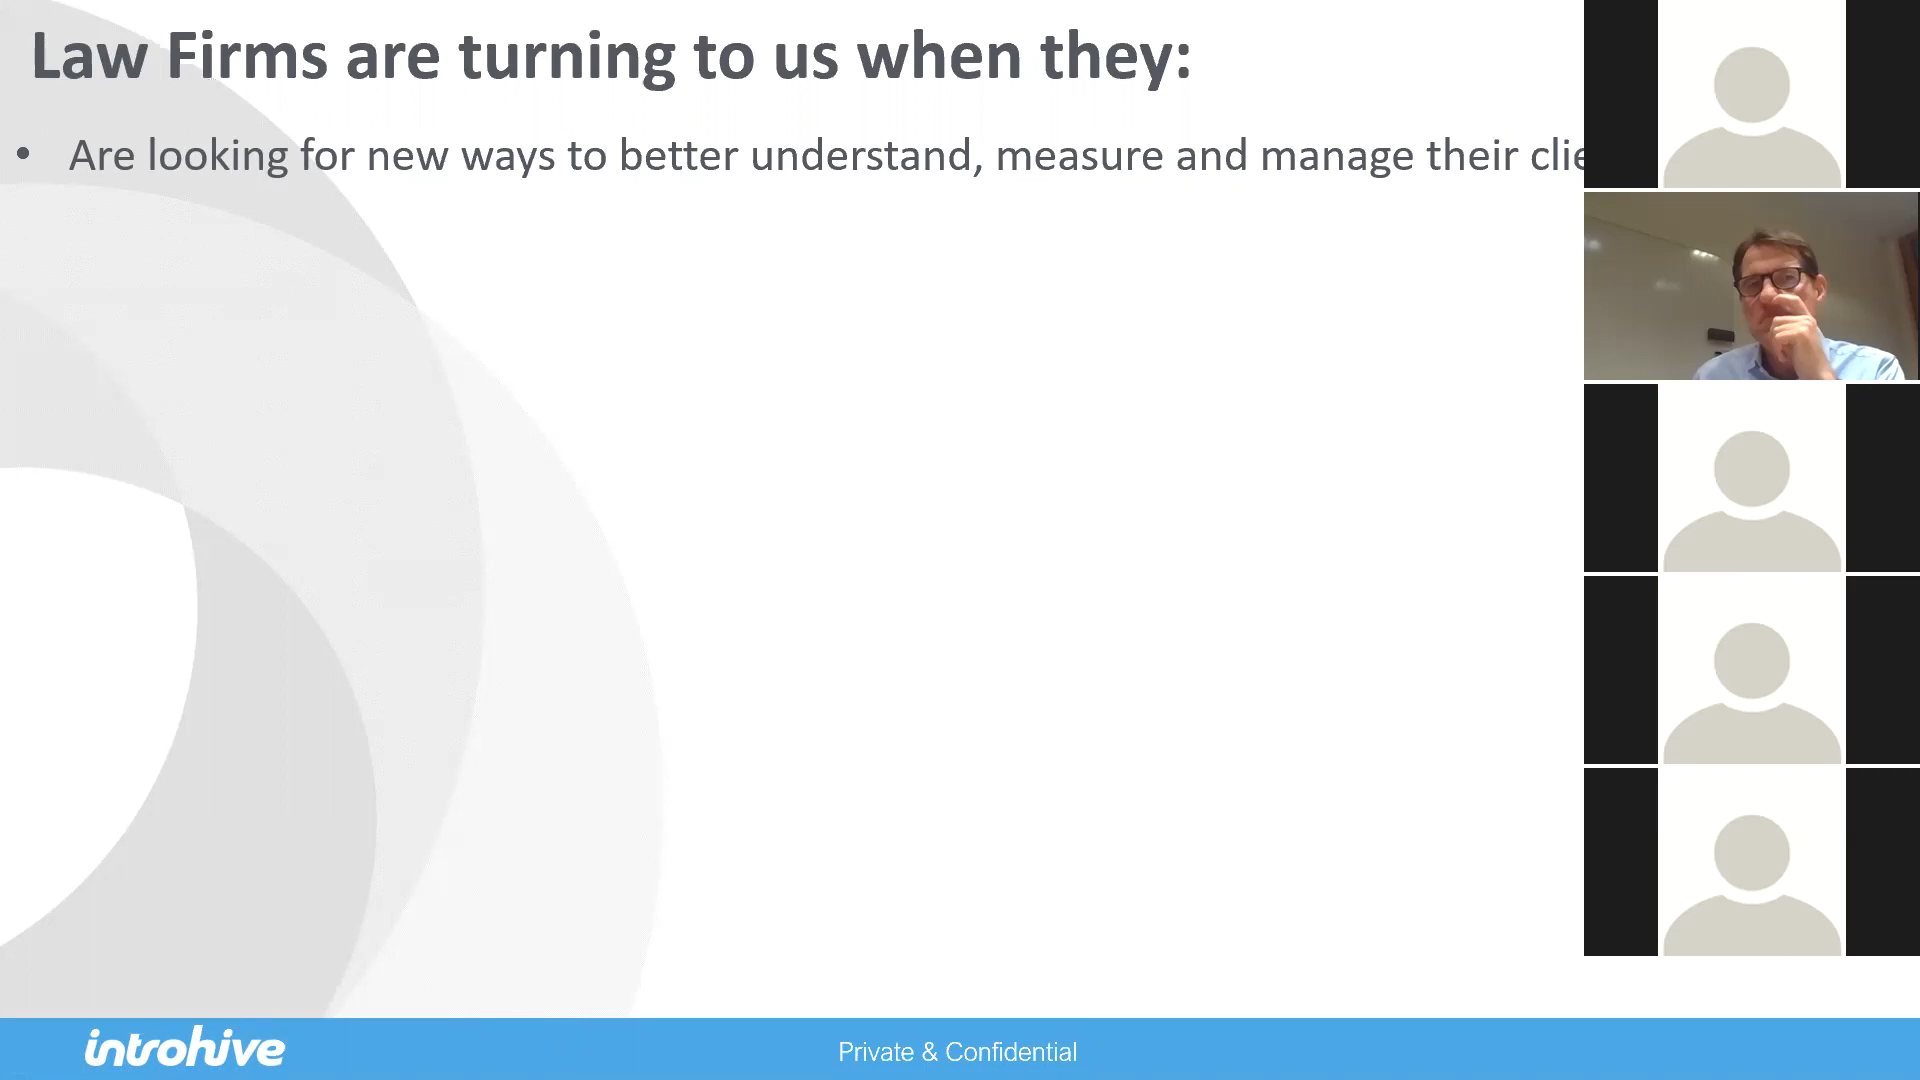 Law Firms are turning to us when they:
• Are looking for new ways to better understand, measure and manage their
introhive
Private & Confidential